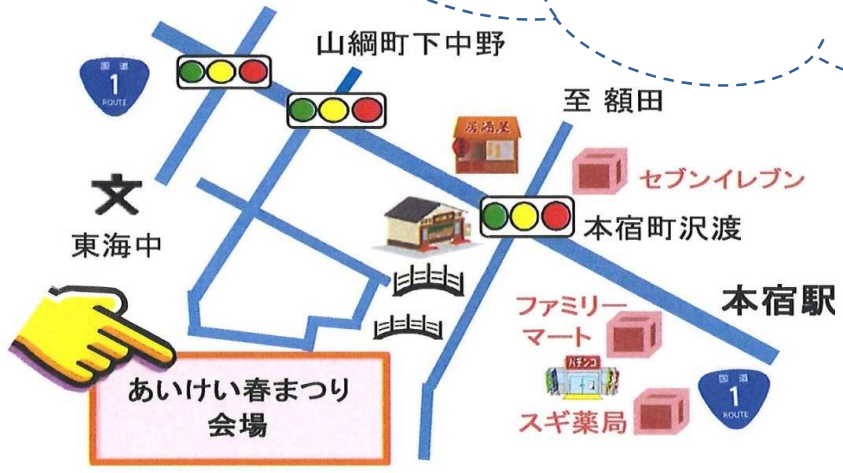 山綱町下中野
国道
1
ROUTE
至 額田
居酒屋
セブンイレブン
文
東海中
本宿町沢渡
本宿駅
ファミリー
マート
パチンコ
国道
1
ROUTE
スギ薬局
あいけい春まつり
会場